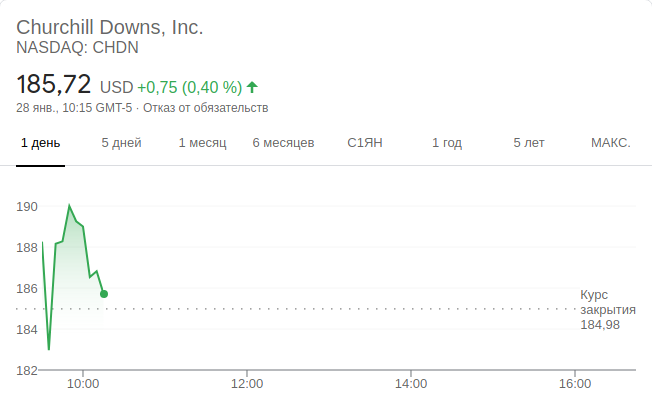 Churchill Downs, Inc.
NASDAQ: CHDN
185,72 USD +0,75 (0,40 %)
28 янв., 10:15 GMT-5 · Отказ от обязательств
1 день 5 дней 1 месяц 6 месяцев С1ЯН 1 год 5 лет МАКС.
190
188
186
Курс
закрытия
184,98
184
182
10:00 12:00 14:00 16:00